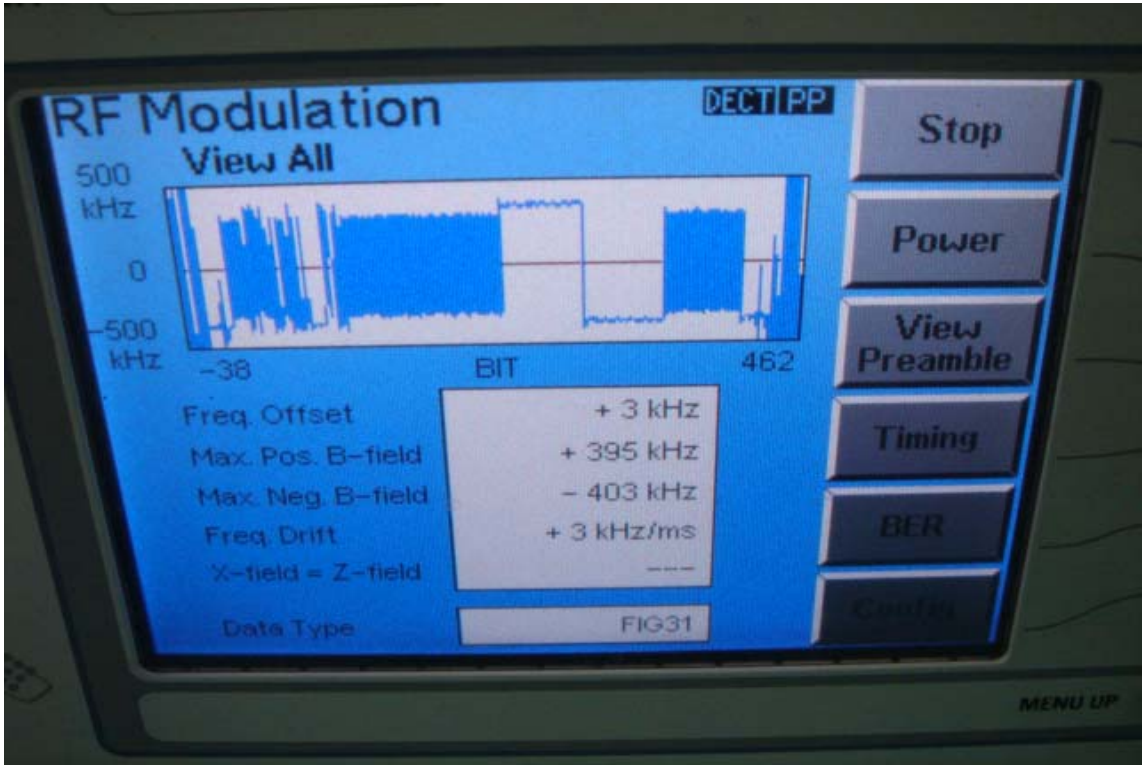 RF Modulation
DECT PP
View All
500
kHz
0
-500
kHz
-38
BIT
462
Freq. Offset
+ 3 kHz
Max. Pos. B-field
+ 395 kHz
Max. Neg. B-field
- 403 kHz
Freq. Drift
+ 3 kHz/ms
X-field = Z-field
---
Data Type
FIG31
Stop
Power
View
Preamble
Timing
BER
Config
MENU UP